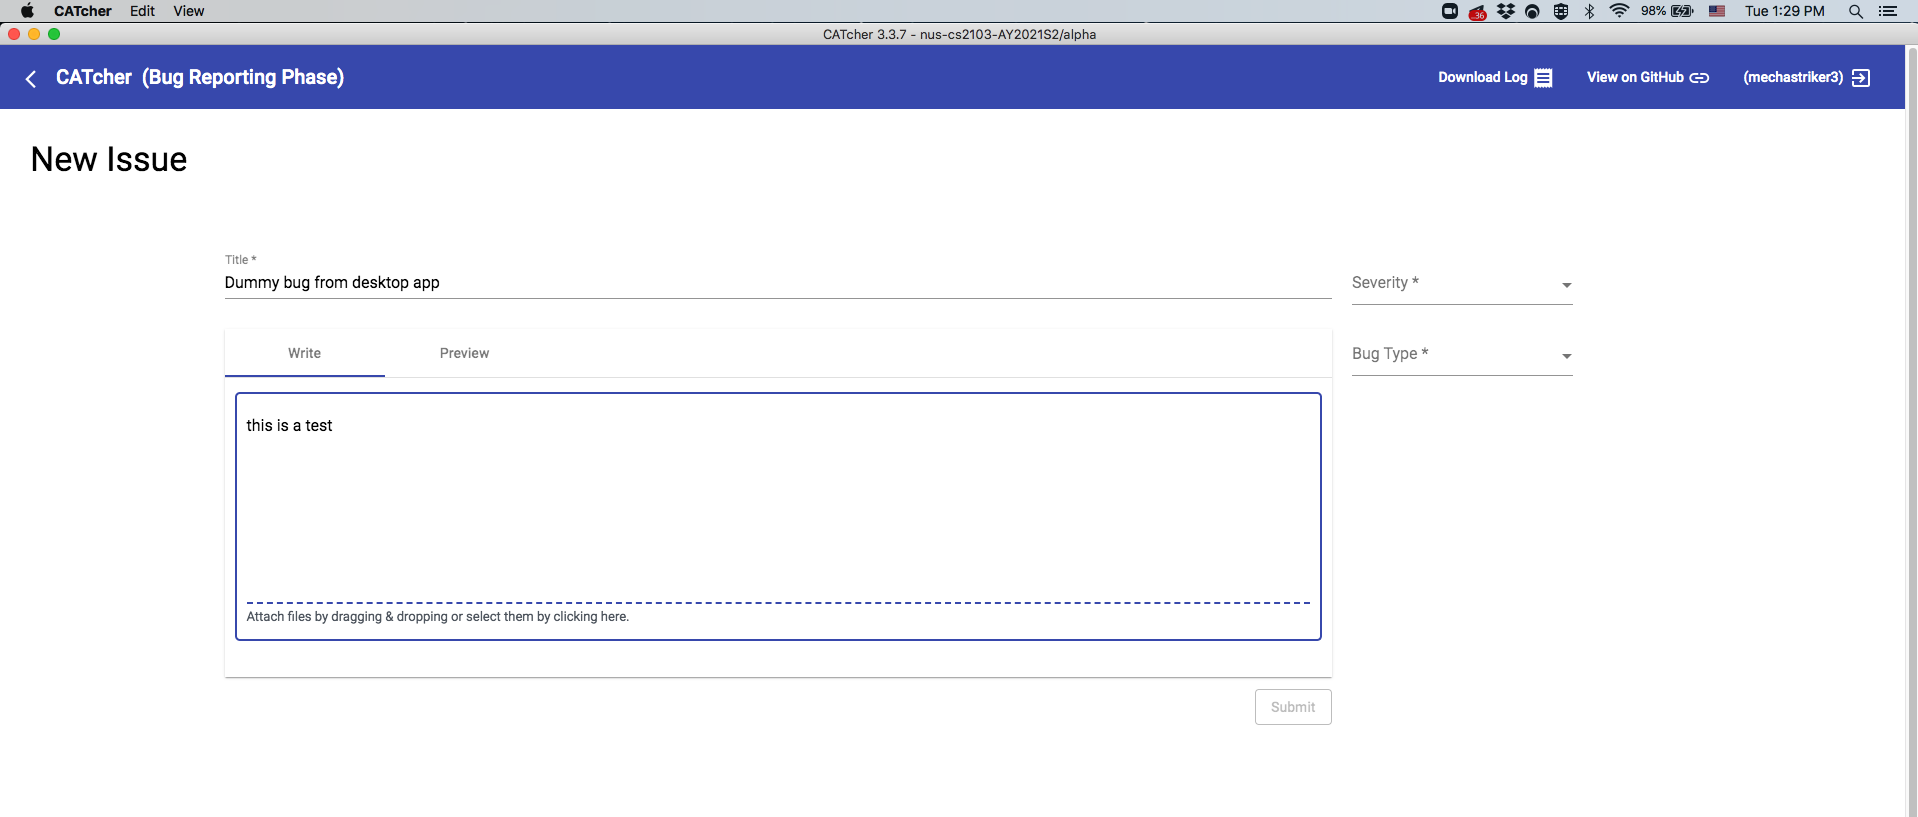 CATcher Edit View 98% Tue 1:29 PM
CATcher 3.3.7 - nus-cs2103-AY2021S2/alpha
CATcher (Bug Reporting Phase) Download Log View on GitHub (mechastriker3)
New Issue
Title *
Dummy bug from desktop app
Severity *
Write Preview
Bug Type *
this is a test
Attach files by dragging & dropping or select them by clicking here.
Submit